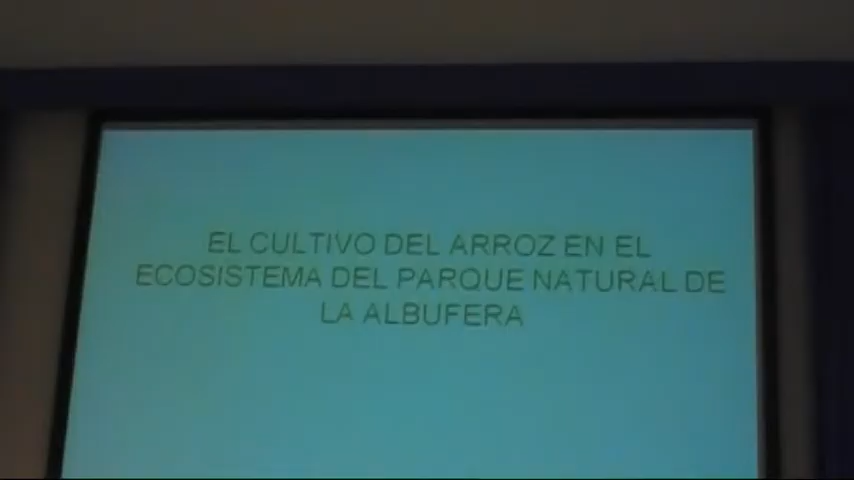 EL CULTIVO DEL ARROZ EN EL
ECOSISTEMA DEL PARQUE NATURAL DE
LA ALBUFERA